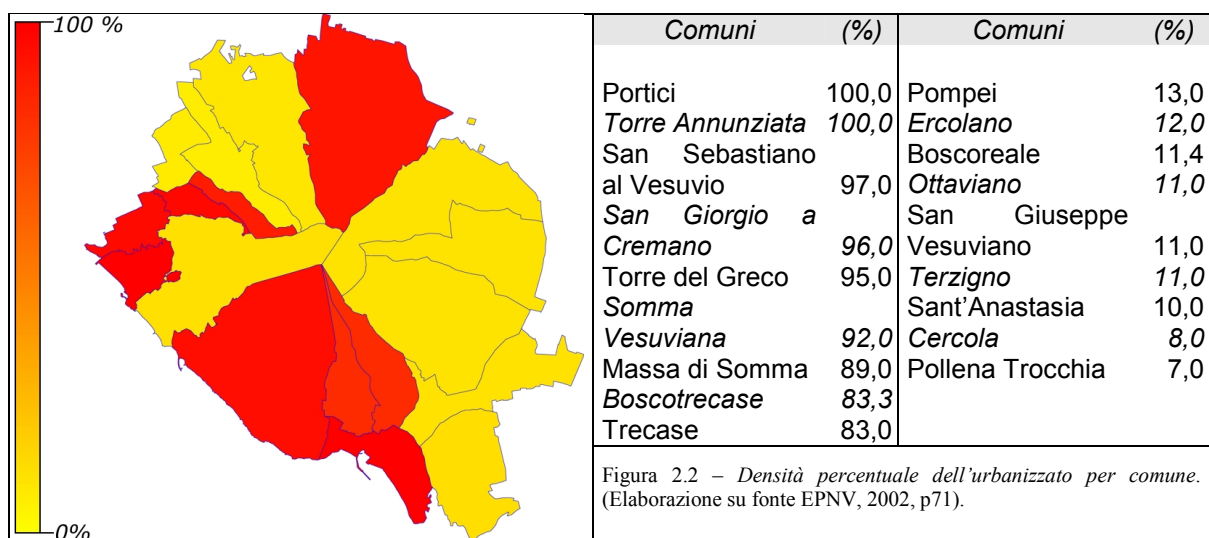 100 %
0%
Comuni (%)
Portici 100,0
Torre Annunziata 100,0
San Sebastiano
al Vesuvio 97,0
San Giorgio a
Cremano 96,0
Torre del Greco 95,0
Somma
Vesuviana 92,0
Massa di Somma 89,0
Boscotrecase 83,3
Trecase 83,0
Comuni (%)
Pompei 13,0
Ercolano 12,0
Boscoreale 11,4
Ottaviano 11,0
San Giuseppe
Vesuviano 11,0
Terzigno 11,0
Sant'Anastasia 10,0
Cercola 8,0
Pollena Trocchia 7,0
Figura 2.2 – Densità percentuale dell'urbanizzato per comune.
(Elaborazione su fonte EPNV, 2002, p71).